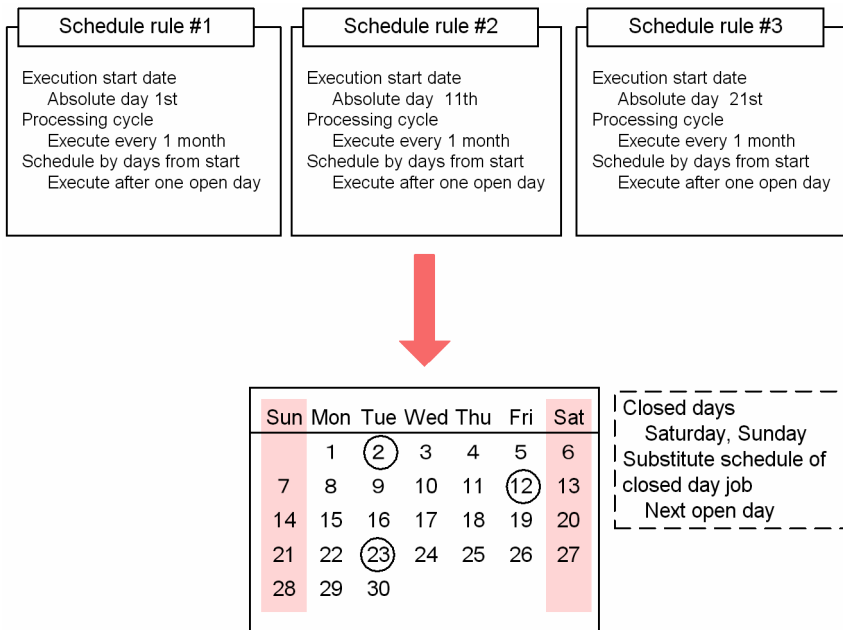 Schedule rule #1
Execution start date
Absolute day 1st
Processing cycle
Execute every 1 month
Schedule by days from start
Execute after one open day
Schedule rule #2
Execution start date
Absolute day 11th
Processing cycle
Execute every 1 month
Schedule by days from start
Execute after one open day
Schedule rule #3
Execution start date
Absolute day 21st
Processing cycle
Execute every 1 month
Schedule by days from start
Execute after one open day
Sun Mon Tue Wed Thu Fri Sat
1 2 3 4 5 6
7 8 9 10 11 12 13
14 15 16 17 18 19 20
21 22 23 24 25 26 27
28 29 30
Closed days
Saturday, Sunday
Substitute schedule of
closed day job
Next open day